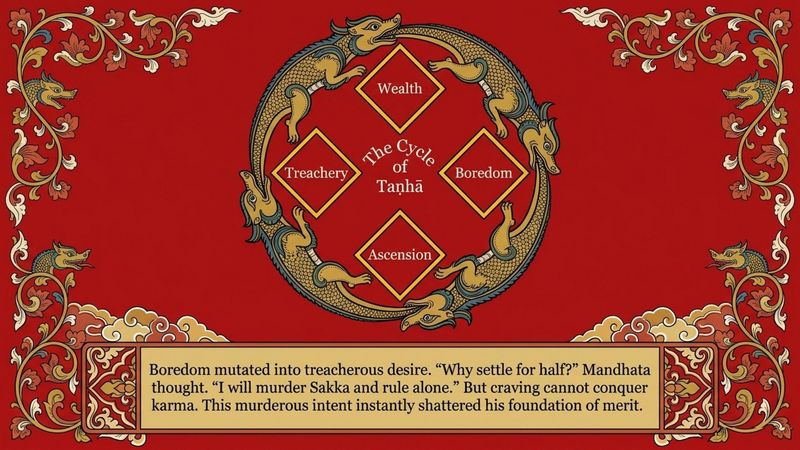 Wealth
The Cycle
of
Taṇhā
Treachery
Boredom
Ascension
Boredom mutated into treacherous desire. “Why settle for half?” Mandhata
thought. “I will murder Sakka and rule alone.” But craving cannot conquer
karma. This murderous intent instantly shattered his foundation of merit.